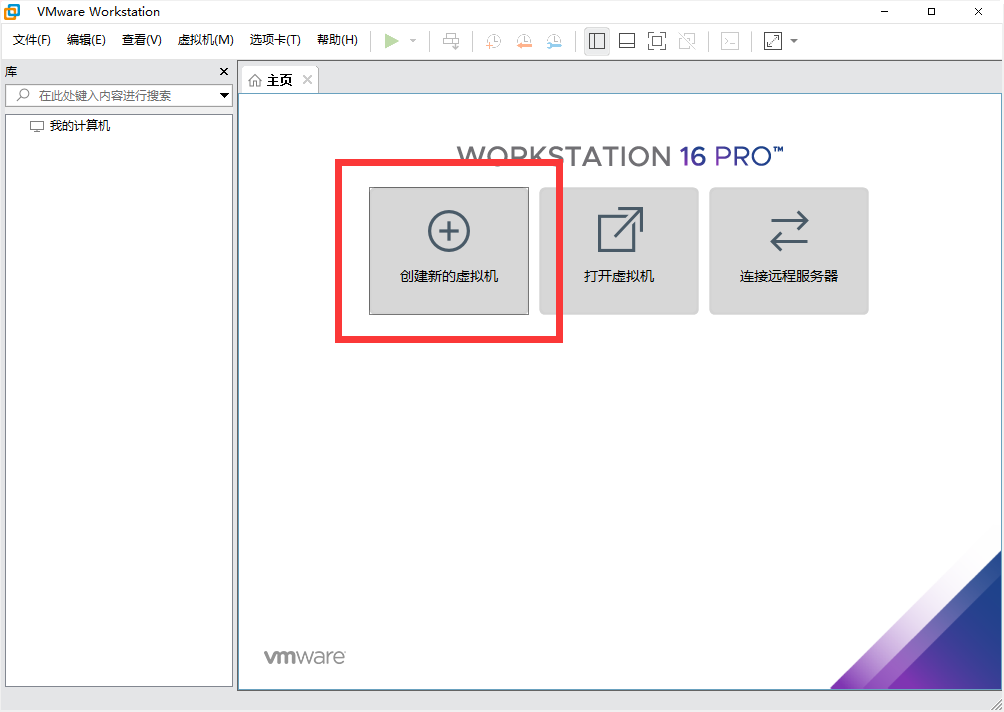 VMware Workstation
文件(F) 编辑(E) 查看(V) 虚拟机(M) 选项卡(T) 帮助(H)
库
主页
在此处键入内容进行搜索
我的计算机
WORKSTATION 16 PRO™
创建新的虚拟机 打开虚拟机 连接远程服务器
vmware